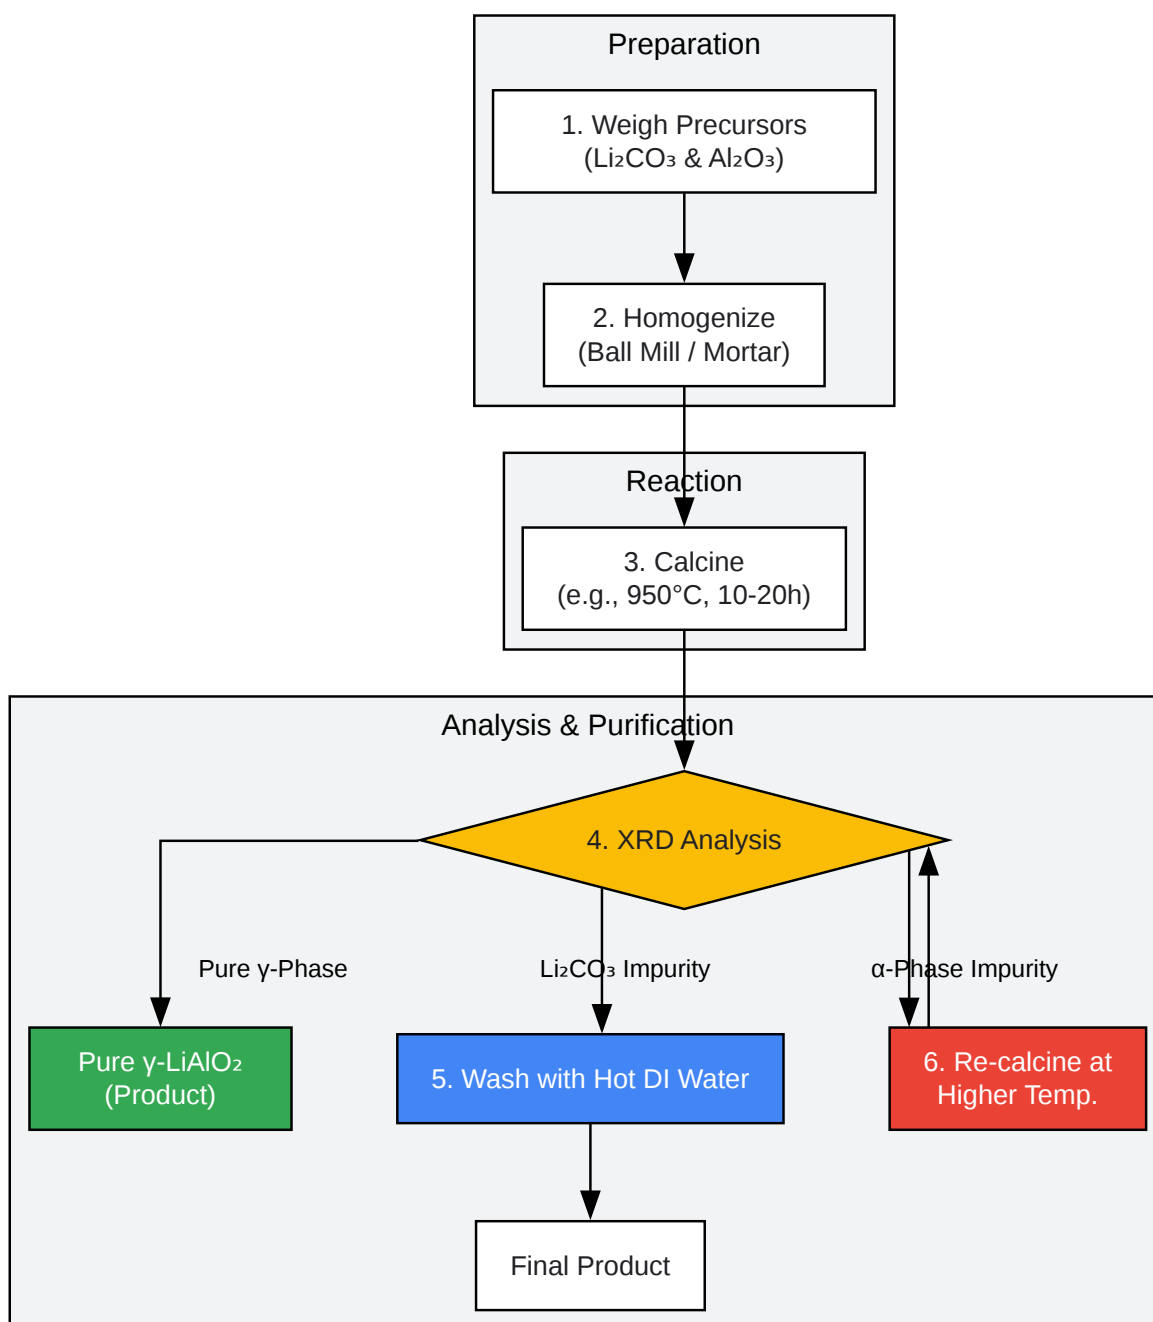 Preparation
1. Weigh Precursors
(Li₂CO₃ & Al₂O₃)
2. Homogenize
(Ball Mill / Mortar)
Reaction
3. Calcine
(e.g., 950°C, 10-20h)
Analysis & Purification
4. XRD Analysis
Pure γ-Phase
Li₂CO₃ Impurity
α-Phase Impurity
Pure γ-LiAlO₂
(Product)
5. Wash with Hot DI Water
6. Re-calcine at
Higher Temp.
Final Product